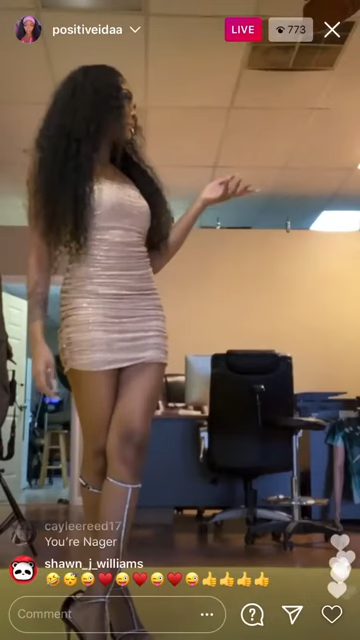 positiveidaa
LIVE
773
cayleereed17
You're Nager
shawn_j_williams
🤣😴😜❤️😜❤️😜❤️😜👍👍👍👍
Comment